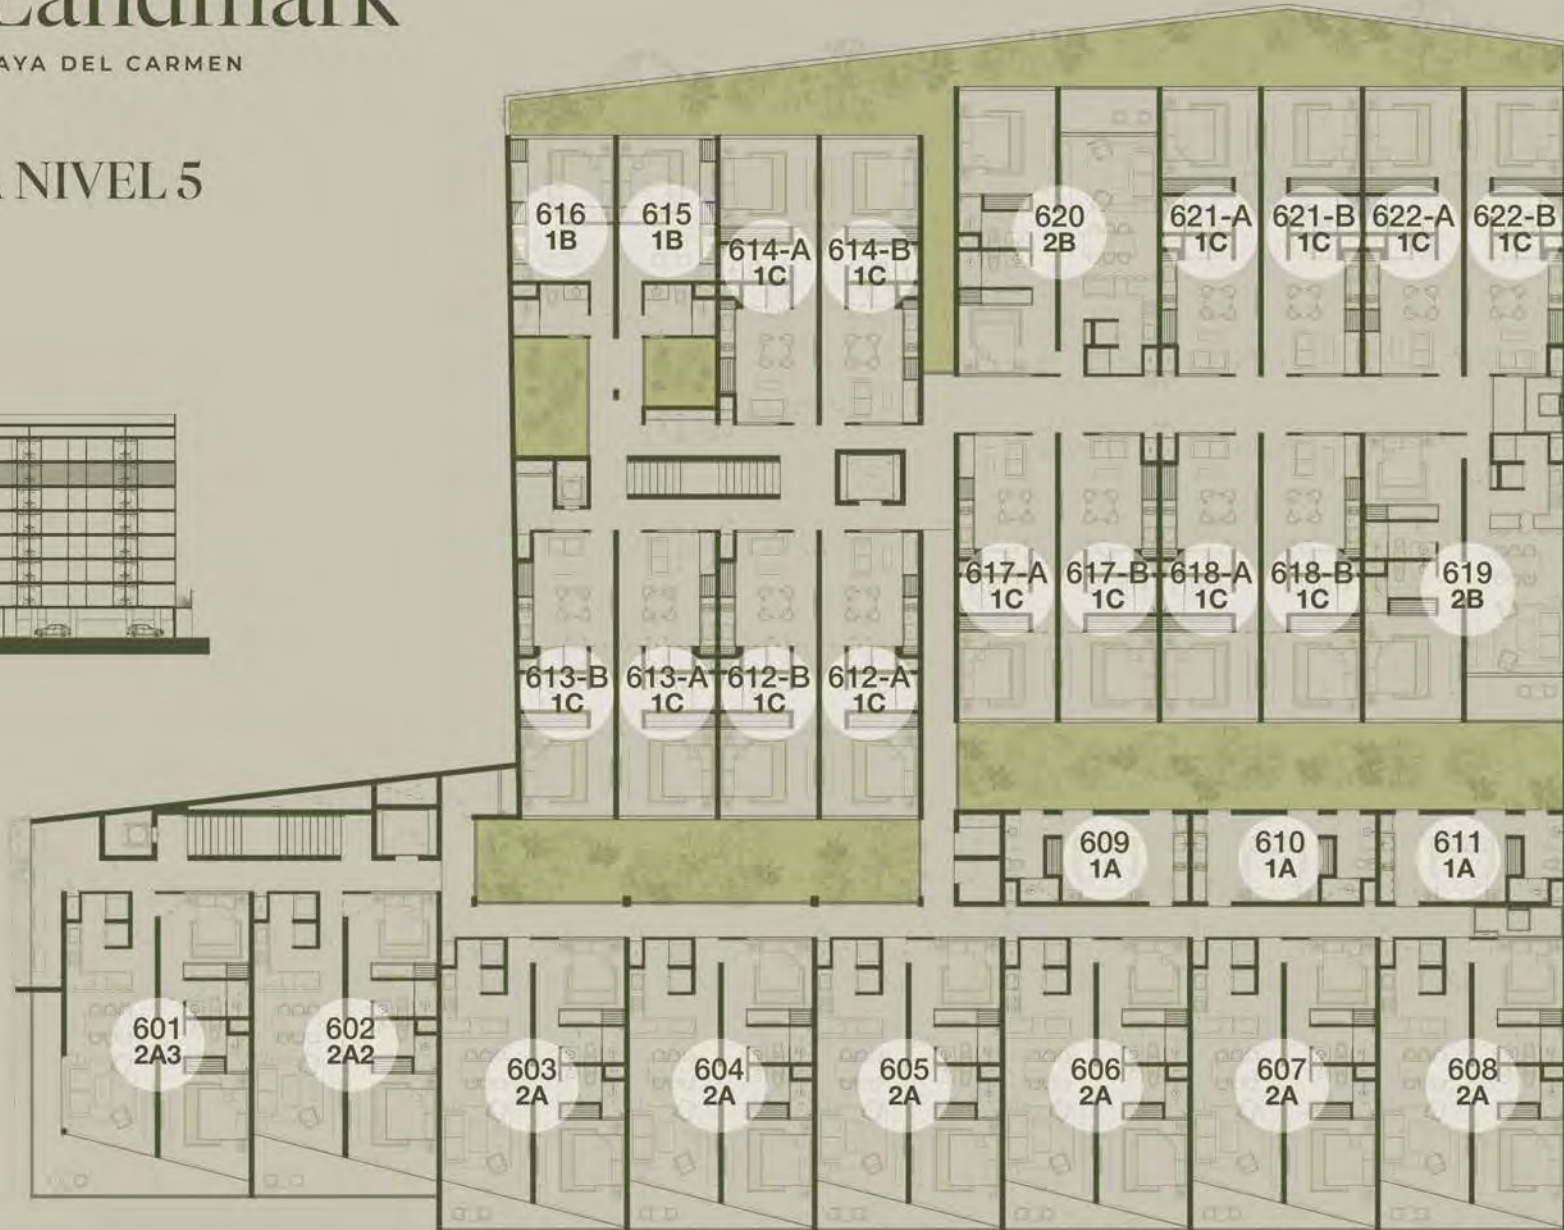 Landmark
AYA DEL CARMEN
NIVEL 5
616
1B
615
1B
614-A
1C
614-B
1C
620
2B
621-A
1C
621-B
1C
622-A
1C
622-B
1C
613-B
1C
613-A
1C
612-B
1C
612-A
1C
617-A
1C
617-B
1C
618-A
1C
618-B
1C
619
2B
609
1A
610
1A
611
1A
601
2A3
602
2A2
603
2A
604
2A
605
2A
606
2A
607
2A
608
2A